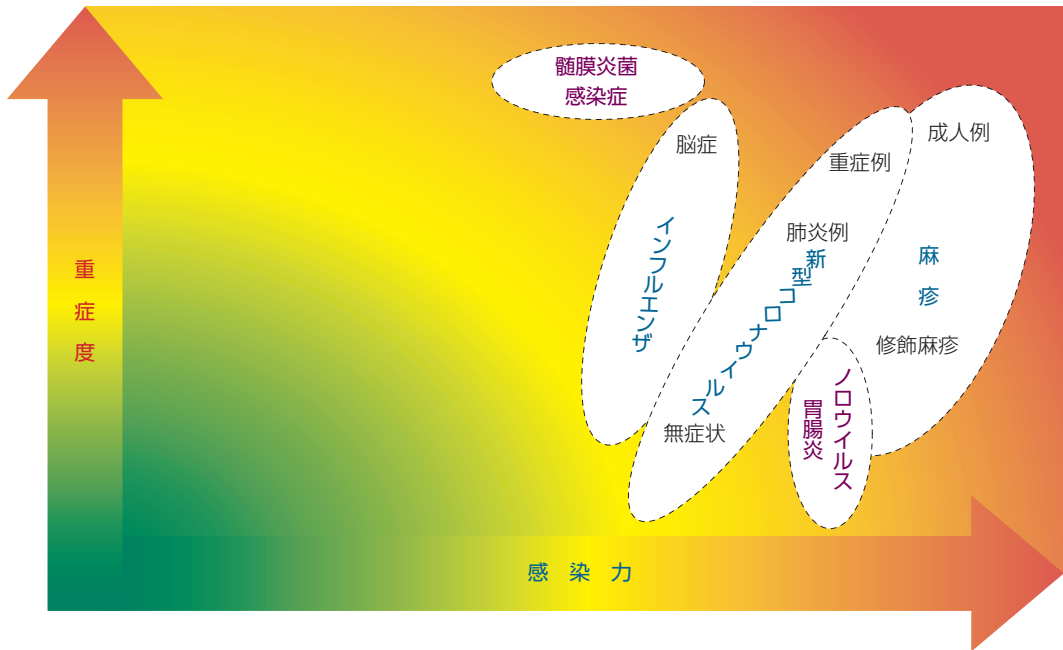 髄膜炎菌
感染症
脳症
インフルエンザ
重症例
肺炎例
新型コロナウイルス
無症状
成人例
麻疹
修飾麻疹
ノロウイルス
胃腸炎
重症度
感染力